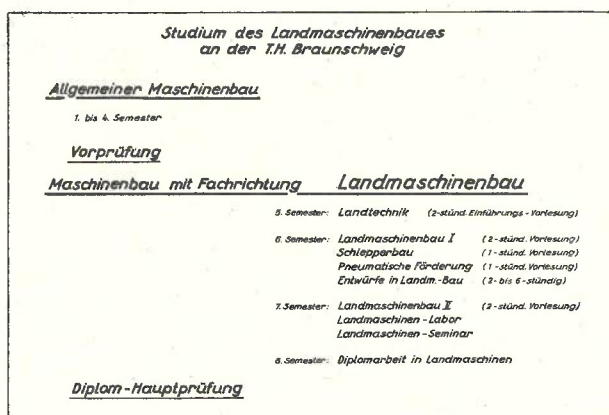 Studium des Landmaschinenbaues
an der T.H. Braunschweig
Allgemeiner Maschinenbau
1. bis 4. Semester
Vorprüfung
Maschinenbau mit Fachrichtung Landmaschinenbau
5. Semester: Landtechnik (2-stünd. Einführungs-Vorlesung)
6. Semester: Landmaschinenbau I (2-stünd. Vorlesung)
Schlepperbau (1-stünd. Vorlesung)
Pneumatische Förderung (1-stünd. Vorlesung)
Entwürfe in Landm.-Bau (2- bis 6-stündig)
7. Semester: Landmaschinenbau II (2-stünd. Vorlesung)
Landmaschinen-Labor
Landmaschinen-Seminar
8. Semester: Diplomarbeit in Landmaschinen
Diplom-Hauptprüfung